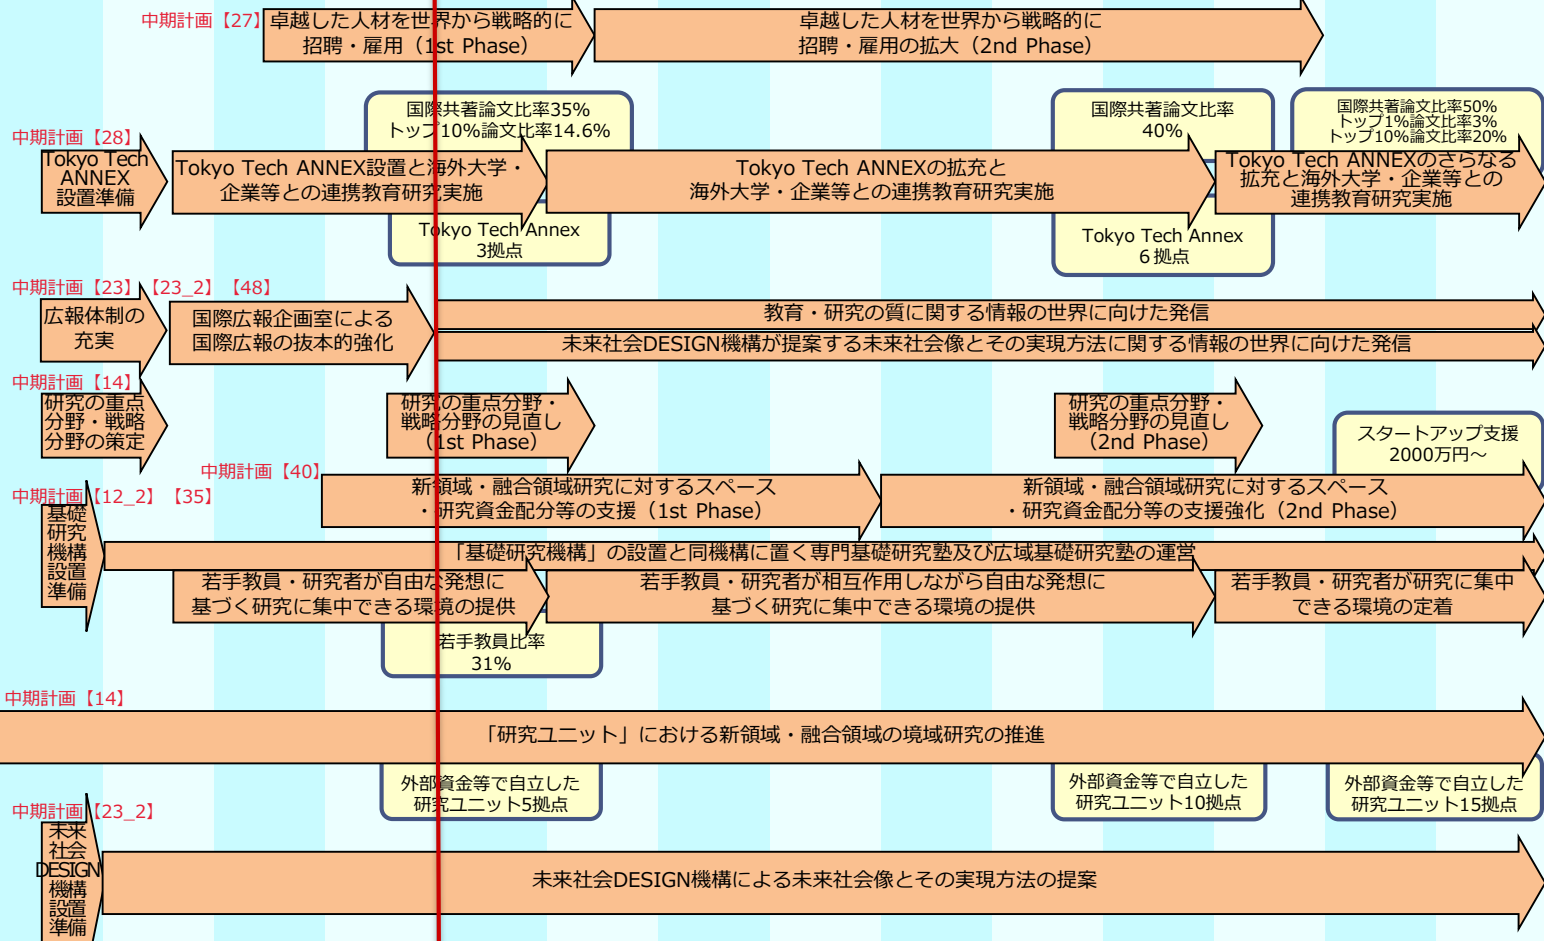 中期計画【27】
卓越した人材を世界から戦略的に
招聘・雇用（1st Phase）
卓越した人材を世界から戦略的に
招聘・雇用の拡大（2nd Phase）
国際共著論文比率35%
トップ10%論文比率14.6%
国際共著論文比率
40%
国際共著論文比率50%
トップ1%論文比率3%
トップ10%論文比率20%
中期計画【28】
Tokyo Tech
ANNEX
設置準備
Tokyo Tech ANNEX設置と海外大学・
企業等との連携教育研究実施
Tokyo Tech ANNEXの拡充と
海外大学・企業等との連携教育研究実施
Tokyo Tech ANNEXのさらなる
拡充と海外大学・企業等との
連携教育研究実施
Tokyo Tech Annex
3拠点
Tokyo Tech Annex
６拠点
中期計画【23】【23_2】【48】
広報体制の
充実
国際広報企画室による
国際広報の抜本的強化
教育・研究の質に関する情報の世界に向けた発信
未来社会DESIGN機構が提案する未来社会像とその実現方法に関する情報の世界に向けた発信
中期計画【14】
研究の重点
分野・戦略
分野の策定
研究の重点分野・
戦略分野の見直し
（1st Phase）
研究の重点分野・
戦略分野の見直し
（2nd Phase）
スタートアップ支援
2000万円～
中期計画【40】
新領域・融合領域研究に対するスペース
・研究資金配分等の支援（1st Phase）
新領域・融合領域研究に対するスペース
・研究資金配分等の支援強化（2nd Phase）
中期計画【12_2】【35】
基礎
研究
機構
設置
準備
「基礎研究機構」の設置と同機構に置く専門基礎研究塾及び広域基礎研究塾の運営
若手教員・研究者が自由な発想に
基づく研究に集中できる環境の提供
若手教員・研究者が相互作用しながら自由な発想に
基づく研究に集中できる環境の提供
若手教員・研究者が研究に集中
できる環境の定着
若手教員比率
31%
中期計画【14】
「研究ユニット」における新領域・融合領域の境域研究の推進
外部資金等で自立した
研究ユニット5拠点
外部資金等で自立した
研究ユニット10拠点
外部資金等で自立した
研究ユニット15拠点
中期計画【23_2】
未来
社会
DESIGN
機構
設置
準備
未来社会DESIGN機構による未来社会像とその実現方法の提案